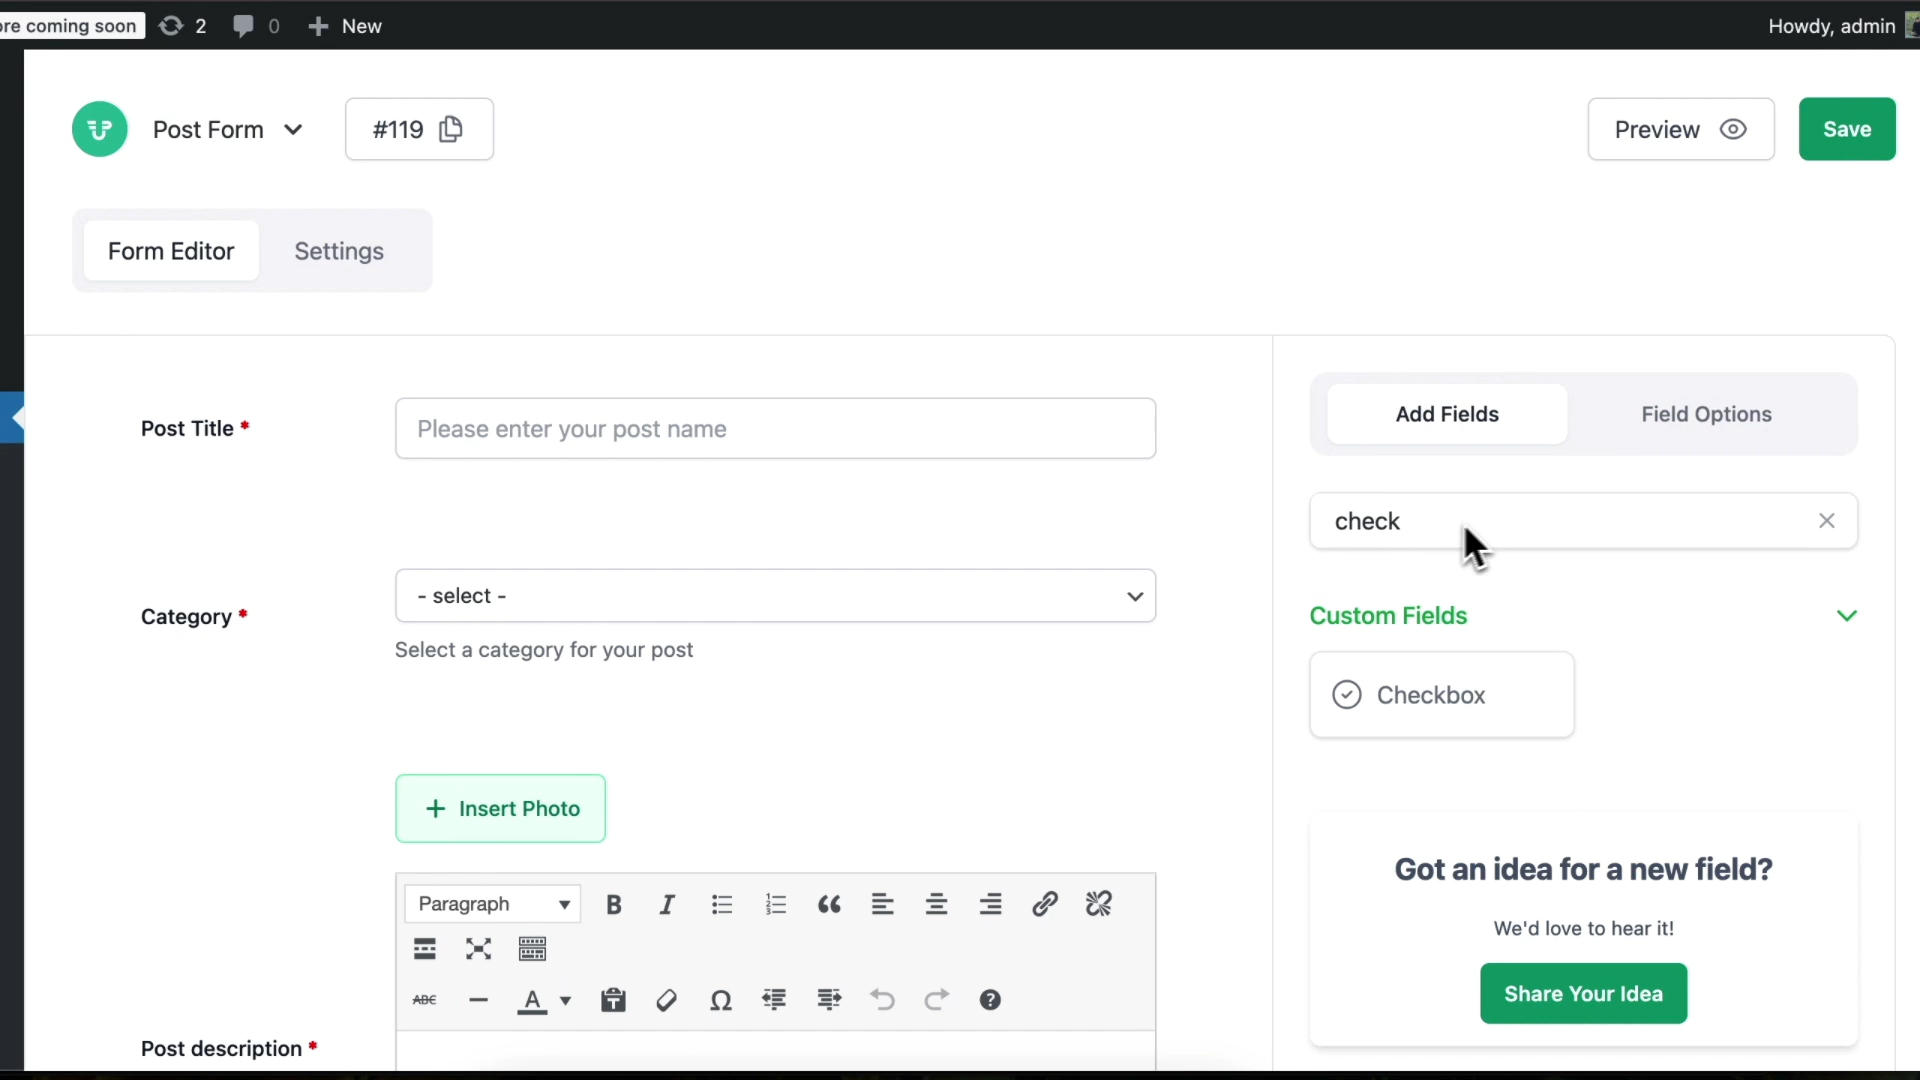 ore coming soon
2
0
New
Howdy, admin
Post Form
#119
Preview
Save
Form Editor
Settings
Post Title *
Please enter your post name
Add Fields
Field Options
check
Category *
- select -
Select a category for your post
Custom Fields
Checkbox
Insert Photo
Paragraph
ABC
A
Post description *
Got an idea for a new field?
We'd love to hear it!
Share Your Idea